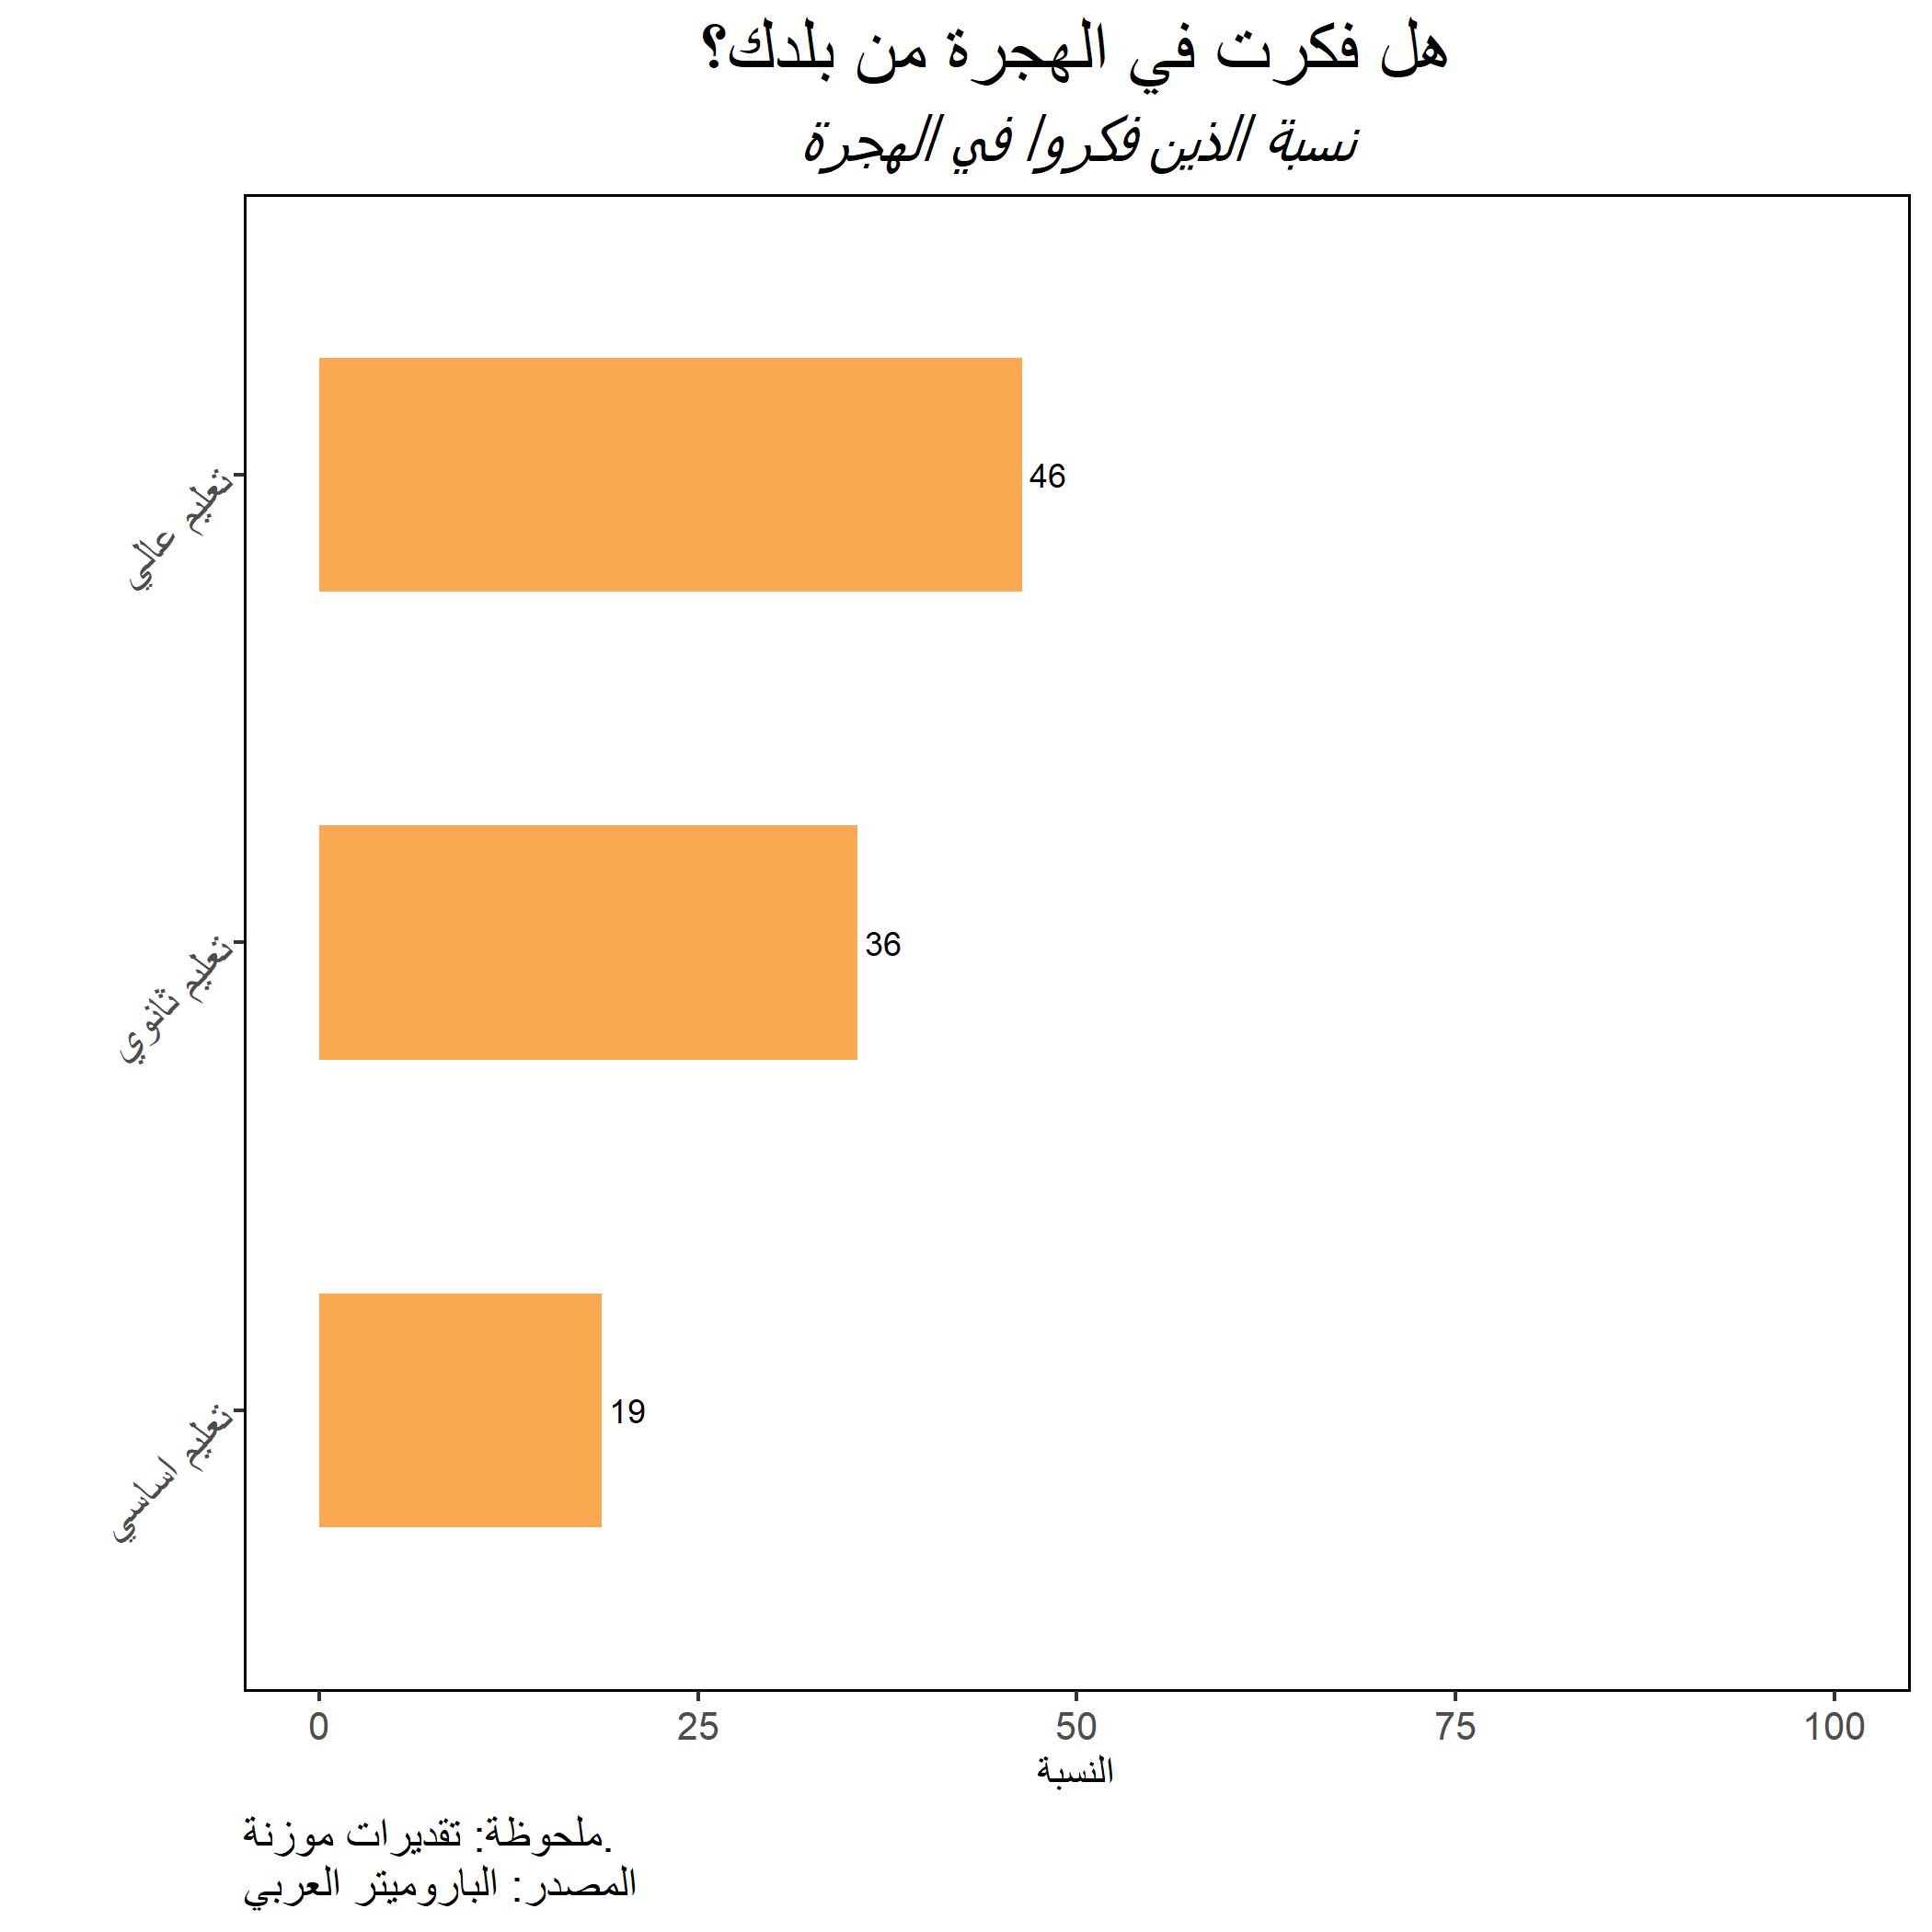 هل فكرت في الهجرة من بلدك؟
نسبة الذين فكروا في الهجرة
تعليم عالي
46
تعليم ثانوي
36
تعليم اساسي
19
0 25 50 75 100
النسبة
ملحوظة: تقديرات موزنة.
المصدر: الباروميتر العربي